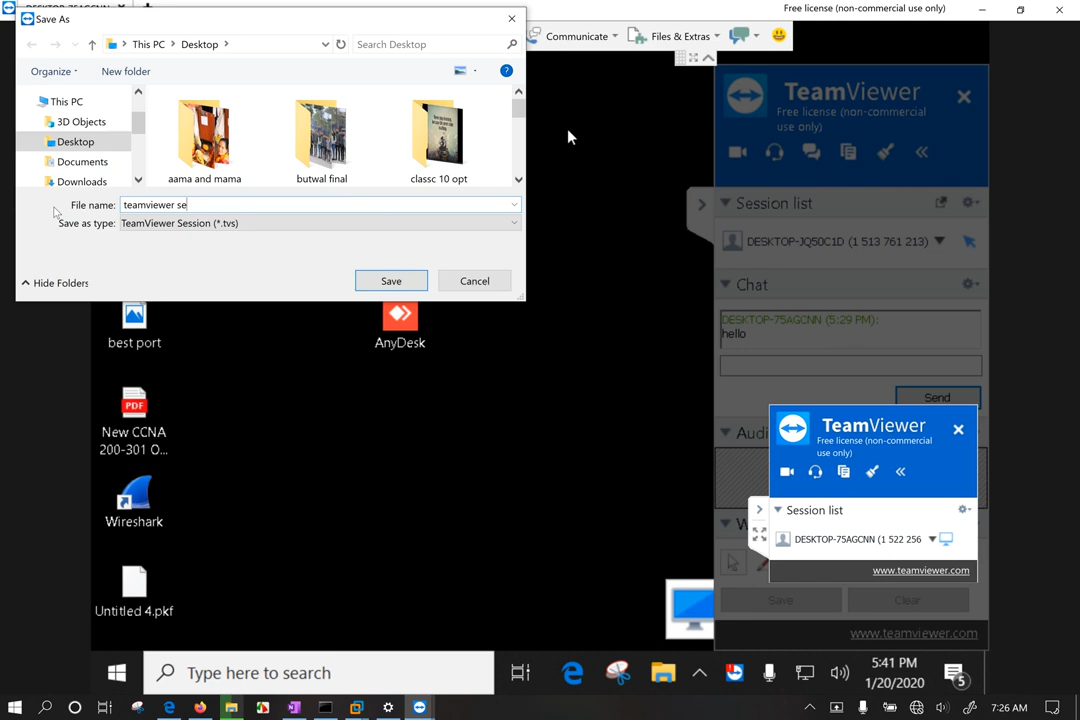 Free license (non-commercial use only)
Save As
This PC
Desktop
Search Desktop
Communicate
Files & Extras
Organize
New folder
This PC
3D Objects
Desktop
Documents
Downloads
aama and mama
butwal final
classc 10 opt
File name:
teamviewer se
Save as type:
TeamViewer Session (*.tvs)
Hide Folders
Save
Cancel
TeamViewer
Free license (non-commercial
use only)
Session list
DESKTOP-JQ50C1D (1 513 761 213)
Chat
DESKTOP-75AGCNN (5:29 PM):
hello
Send
best port
AnyDesk
PDF
New CCNA
200-301 O...
Wireshark
Untitled 4.pkf
TeamViewer
Free license (non-commercial
use only)
Session list
DESKTOP-75AGCNN (1 522 256
www.teamviewer.com
Save
Clear
www.teamviewer.com
Type here to search
5:41 PM
1/20/2020
5
7:26 AM